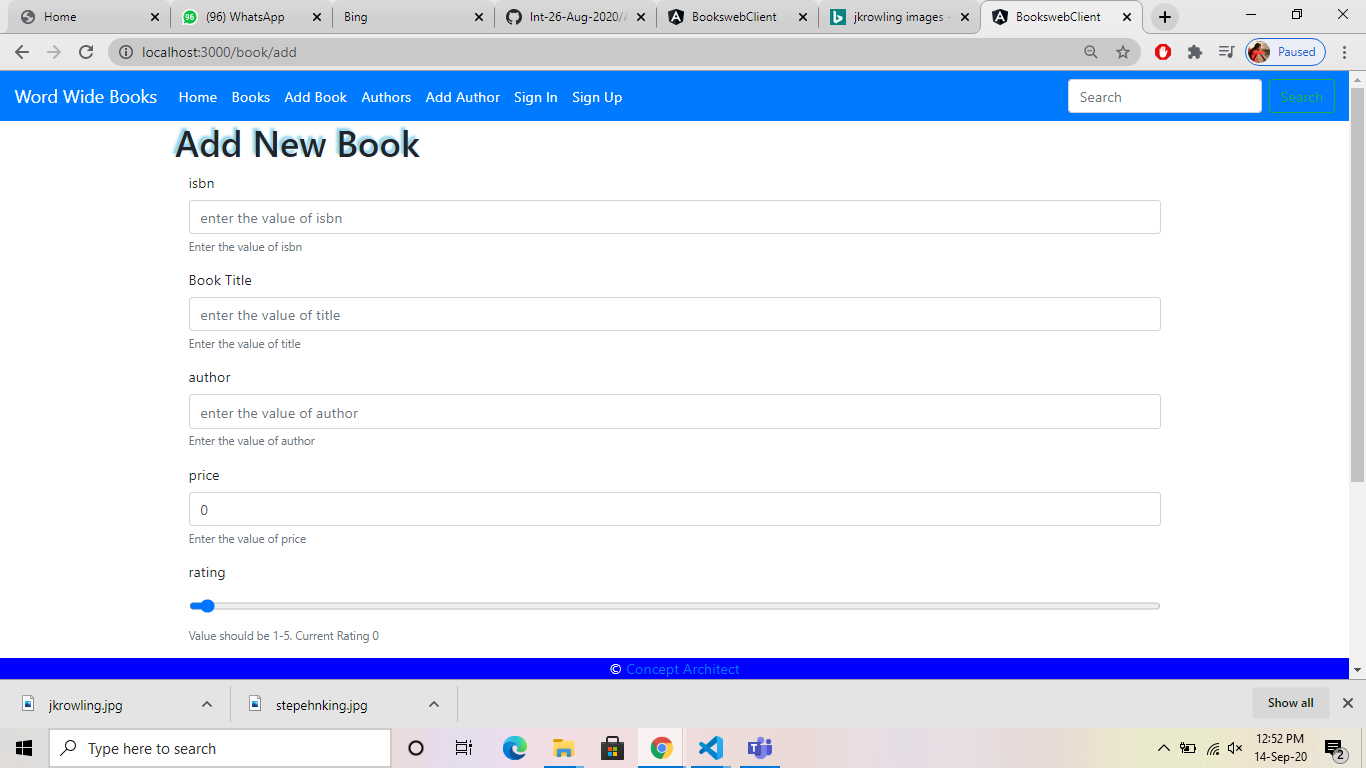 Home
(96) WhatsApp
Bing
Int-26-Aug-2020/
BookswebClient
jkrowling images -
BookswebClient
localhost:3000/book/add
Paused
Word Wide Books Home Books Add Book Authors Add Author Sign In Sign Up Search Search
Add New Book
isbn
enter the value of isbn
Enter the value of isbn
Book Title
enter the value of title
Enter the value of title
author
enter the value of author
Enter the value of author
price
0
Enter the value of price
rating
Value should be 1-5. Current Rating 0
© Concept Architect
jkrowling.jpg
stepehnking.jpg
Show all
Type here to search
12:52 PM
14-Sep-20
2